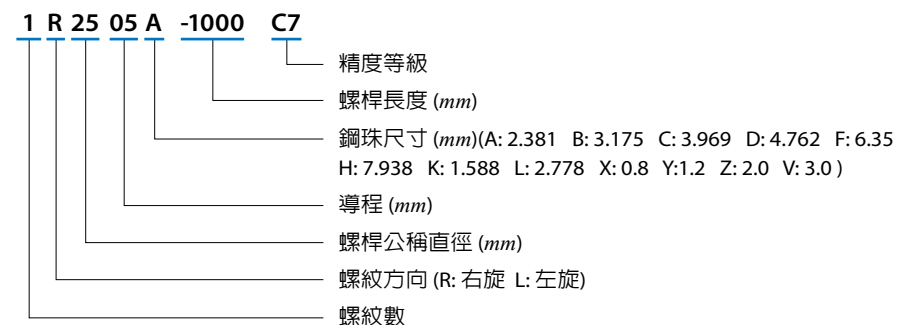 1 R 25 05 A -1000 C7
精度等級
螺桿長度 (mm)
鋼珠尺寸 (mm)(A: 2.381 B: 3.175 C: 3.969 D: 4.762 F: 6.35
H: 7.938 K: 1.588 L: 2.778 X: 0.8 Y:1.2 Z: 2.0 V: 3.0 )
導程 (mm)
螺桿公稱直徑 (mm)
螺紋方向 (R: 右旋 L: 左旋)
螺紋數